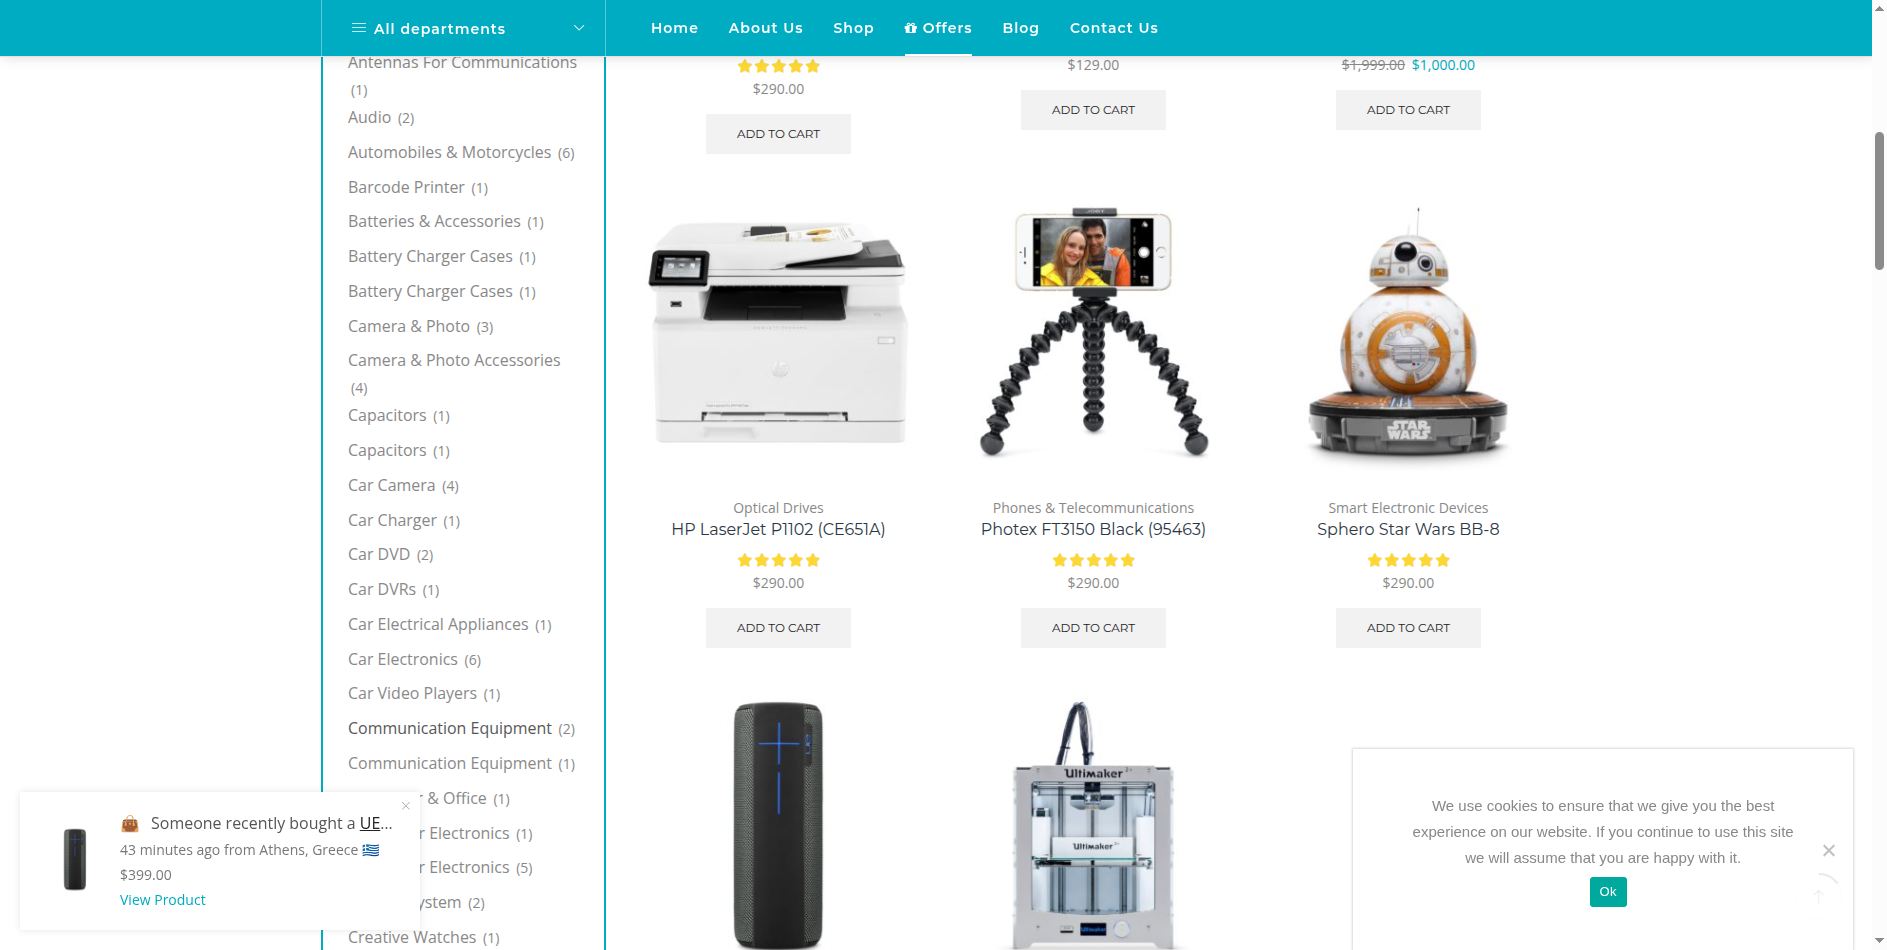 All departments
Home
About Us
Shop
Offers
Blog
Contact Us
Antennas For Communications
(1)
Audio (2)
Automobiles & Motorcycles (6)
Barcode Printer (1)
Batteries & Accessories (1)
Battery Charger Cases (1)
Battery Charger Cases (1)
Camera & Photo (3)
Camera & Photo Accessories
(4)
Capacitors (1)
Capacitors (1)
Car Camera (4)
Car Charger (1)
Car DVD (2)
Car DVRs (1)
Car Electrical Appliances (1)
Car Electronics (6)
Car Video Players (1)
Communication Equipment (2)
Communication Equipment (1)
r & Office (1)
r Electronics (1)
r Electronics (5)
ystem (2)
Creative Watches (1)
$290.00
ADD TO CART
$129.00
ADD TO CART
$1,999.00 $1,000.00
ADD TO CART
JOBY
STAR
WARS
Optical Drives
HP LaserJet P1102 (CE651A)
$290.00
ADD TO CART
Phones & Telecommunications
Photex FT3150 Black (95463)
$290.00
ADD TO CART
Smart Electronic Devices
Sphero Star Wars BB-8
$290.00
ADD TO CART
Ultimaker
Ultimaker
Someone recently bought a UE...
43 minutes ago from Athens, Greece 🇬🇷
$399.00
View Product
We use cookies to ensure that we give you the best
experience on our website. If you continue to use this site
we will assume that you are happy with it.
Ok